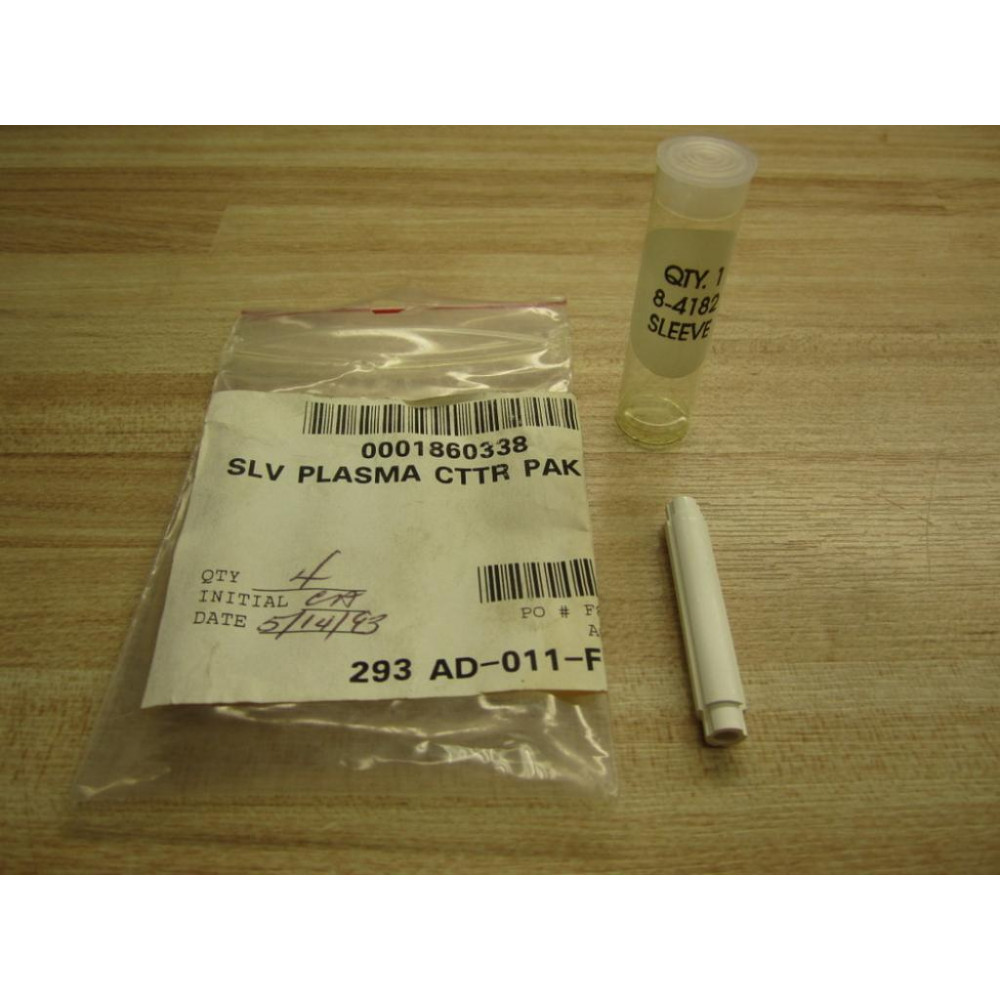 QTY. 1
8-4182
SLEEVE
0001860338
SLV PLASMA CTTR PAK
QTY 4
INITIAL
DATE 5/14/93
PO # F
A
293 AD-011-F